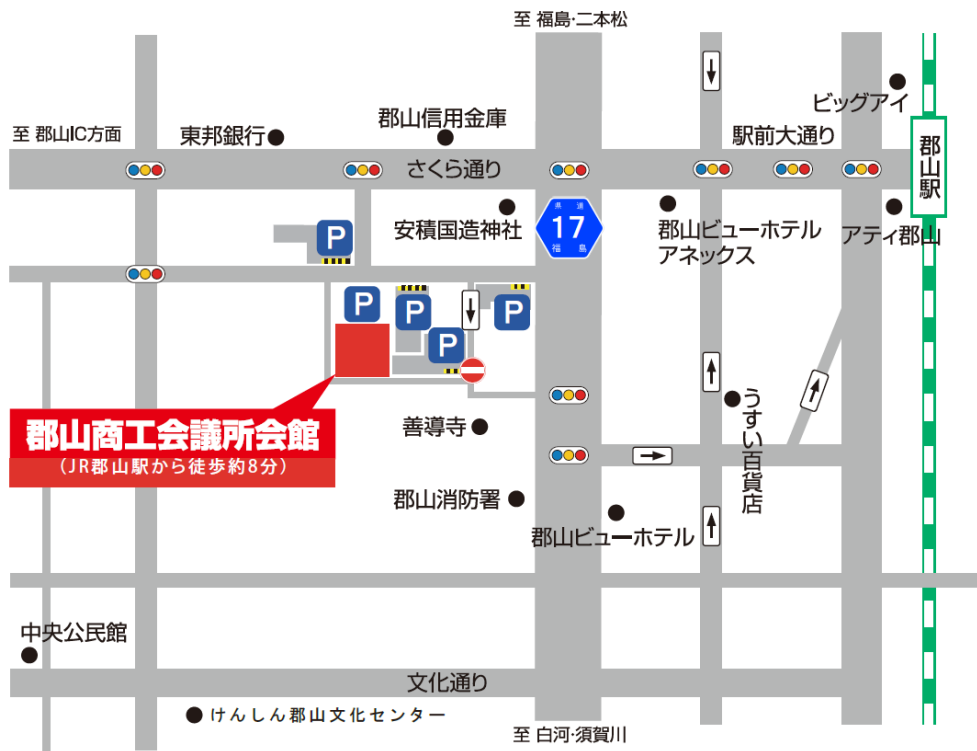 至 福島・二本松
ビッグアイ
至 郡山IC方面
東邦銀行
郡山信用金庫
駅前大通り
さくら通り
郡山駅
安積国造神社
県道
17
福島
郡山ビューホテル
アネックス
アティ郡山
P
P
P
P
P
郡山商工会議所会館
（JR郡山駅から徒歩約8分）
善導寺
うすい百貨店
郡山消防署
郡山ビューホテル
中央公民館
文化通り
けんしん郡山文化センター
至 白河・須賀川